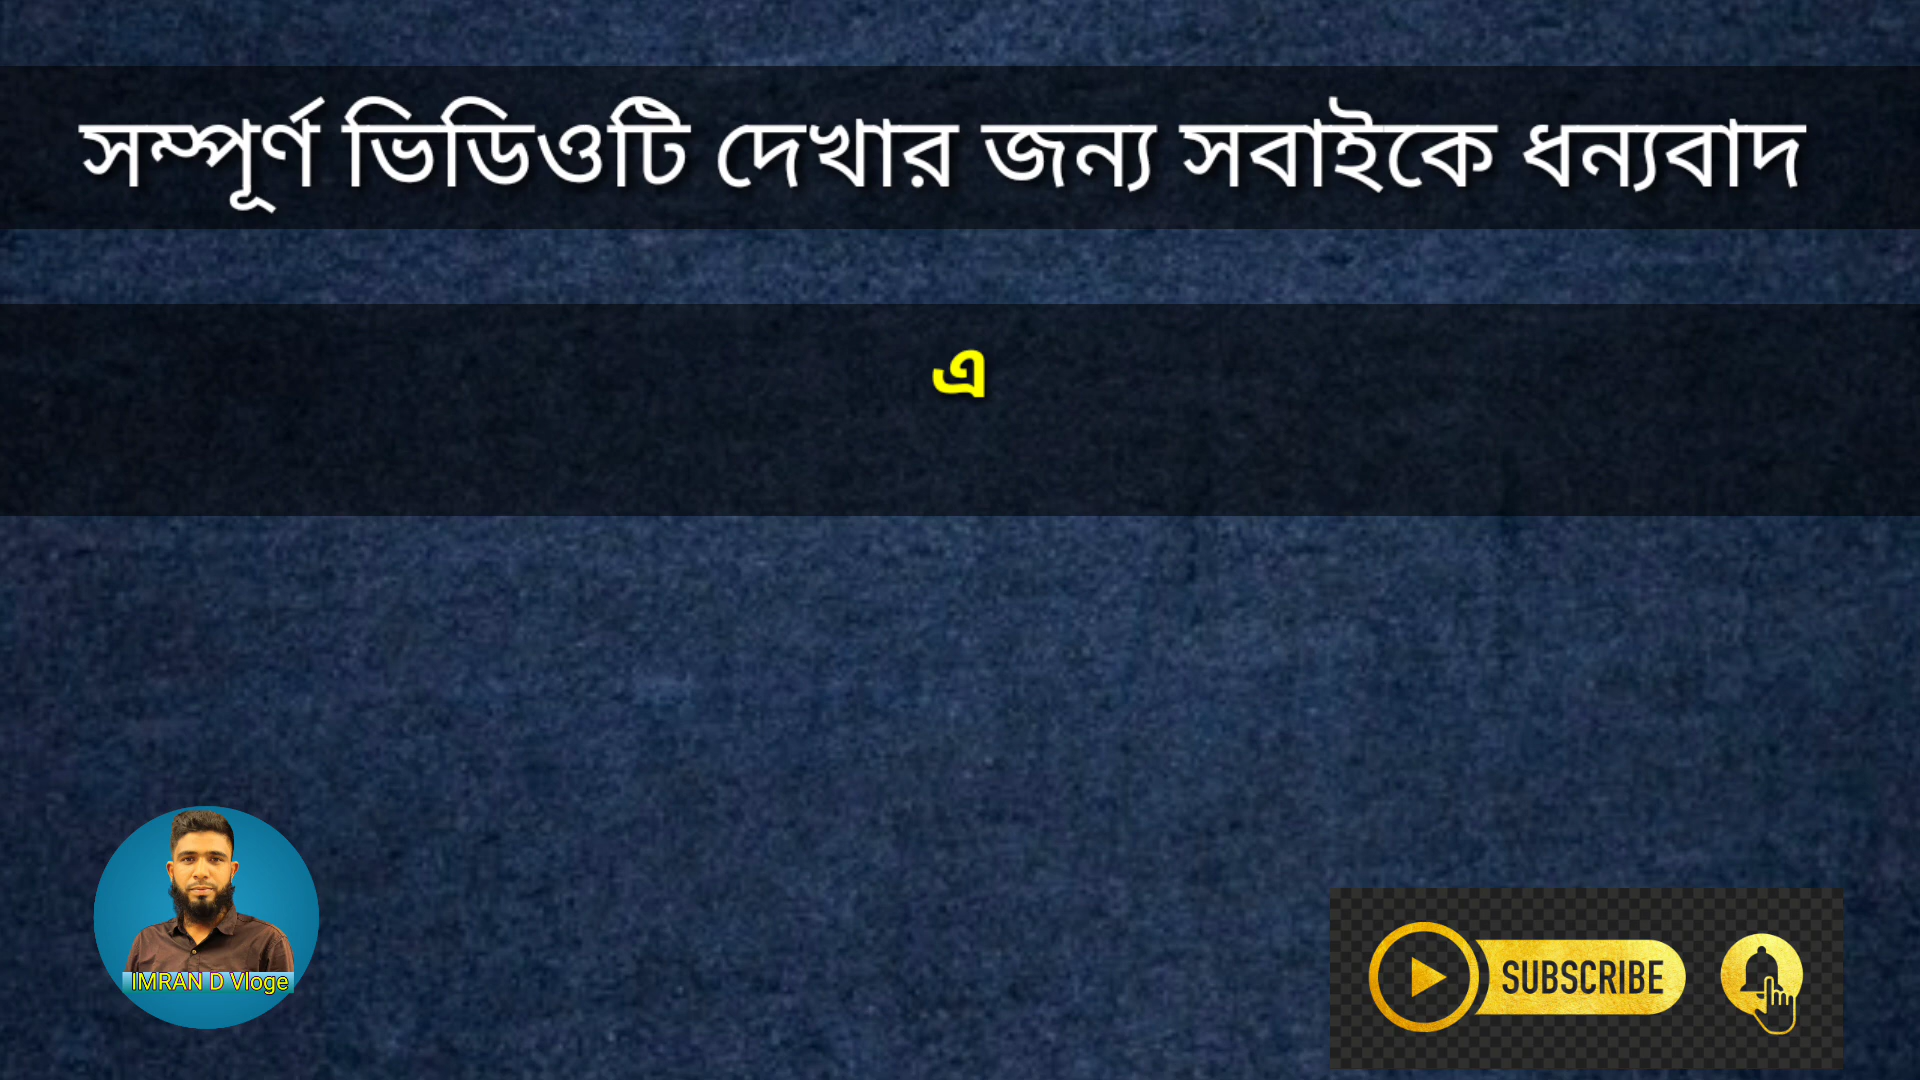 সম্পূর্ণ ভিডিওটি দেখার জন্য সবাইকে ধন্যবাদ
এ
IMRAN D Vloge
SUBSCRIBE